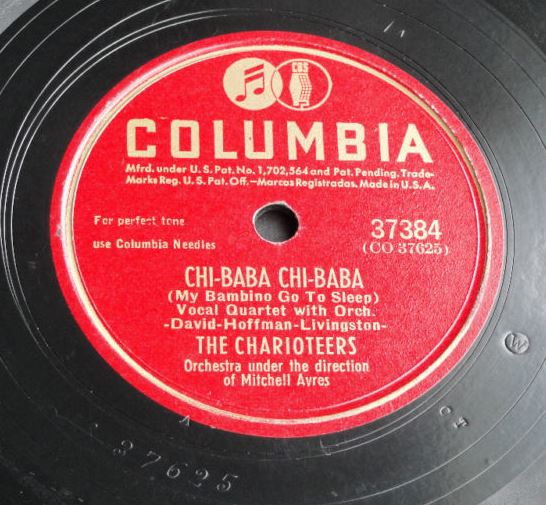 CBS
COLUMBIA
Mfrd. under U.S. Pat. No. 1,702,564 and Pat. Pending. Trade-
Marks Reg. U.S. Pat. Off.—Marcas Registradas. Made in U.S.A.
For perfect tone
use Columbia Needles
37384
(CO 37625)
CHI-BABA CHI-BABA
(My Bambino Go To Sleep)
Vocal Quartet with Orch.
-David-Hoffman-Livingston-
THE CHARIOTEERS
Orchestra under the direction
of Mitchell Ayres
W
A
37625